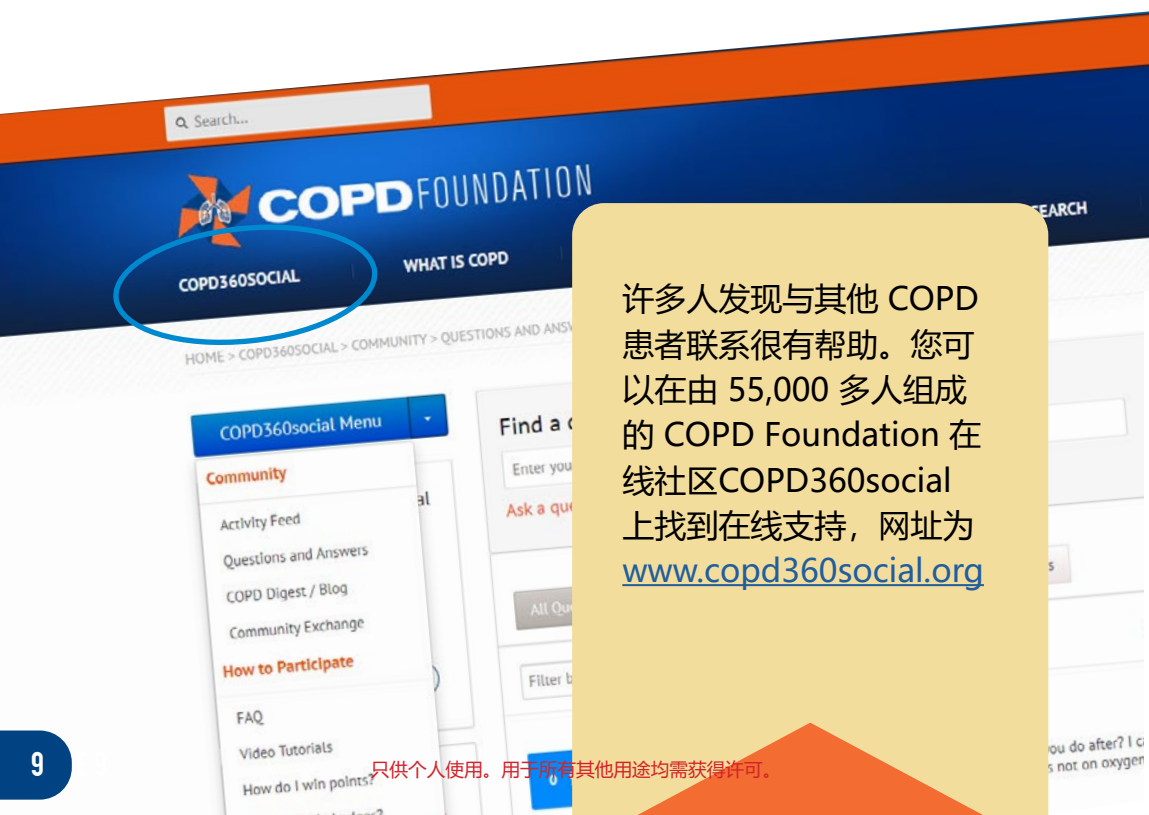 Search...
COPD FOUNDATION
COPD360SOCIAL
WHAT IS COPD
HOME > COPD360SOCIAL > COMMUNITY > QUESTIONS AND
COPD360social Menu
Community
Activity Feed
Questions and Answers
COPD Digest / Blog
Community Exchange
How to Participate
FAQ
Video Tutorials
How do I win points?
Find a
Enter
Ask a
All
Filter
许多人发现与其他 COPD
患者联系很有帮助。您可
以在由 55,000 多人组成
的 COPD Foundation 在
线社区COPD360social
上找到在线支持，网址为
www.copd360social.org
do after? I
not on oxygen
只供个人使用。用于所有其他用途均需获得许可。
9